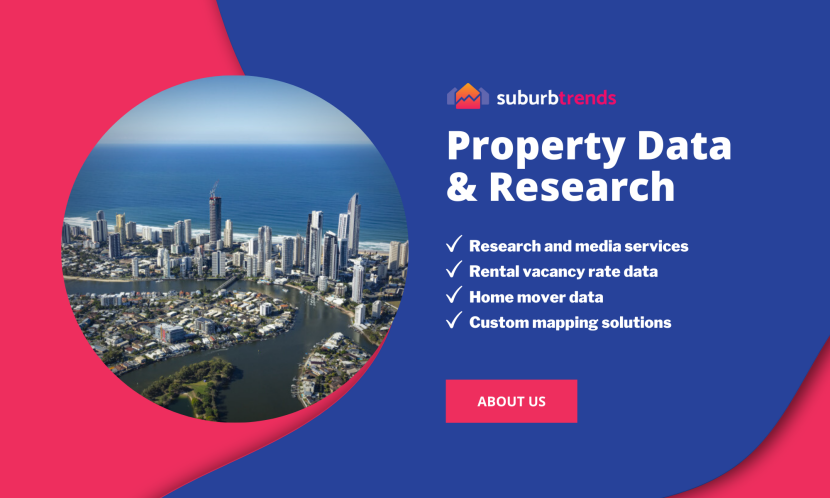 suburbtrends
Property Data
& Research
Research and media services
Rental vacancy rate data
Home mover data
Custom mapping solutions
ABOUT US